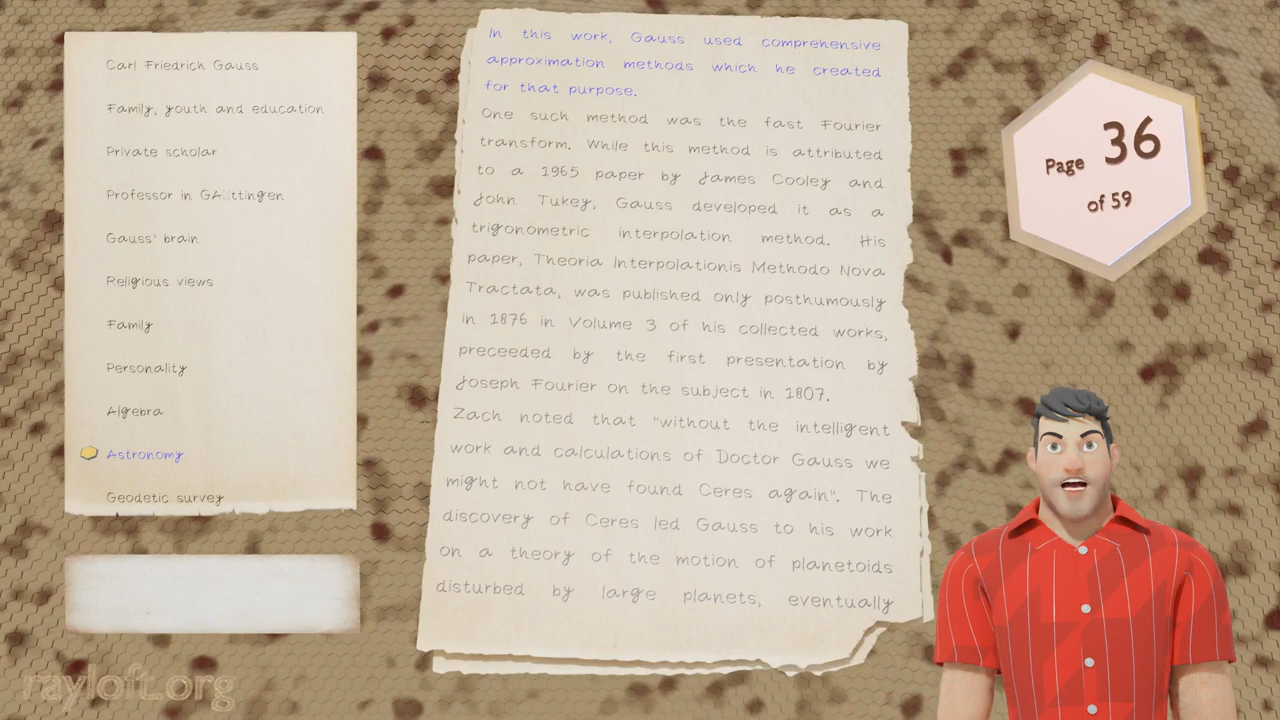 Carl Friedrich Gauss
Family, youth and education
Private scholar
Professor in GA ttingen
Gauss' brain
Religious views
Family
Personality
Algebra
Astronomy
Geodetic survey
In this work, Gauss used comprehensive
approximation methods which he created
for that purpose.
One such method was the fast Fourier
transform. While this method is attributed
to a 1965 paper by James Cooley and
John Tukey, Gauss developed it as a
trigonometric interpolation method. His
paper, Theoria Interpolationis Methodo Nova
Tractata, was published only posthumously
in 1876 in Volume 3 of his collected works,
preceeded by the first presentation by
Joseph Fourier on the subject in 1807.
Zach noted that "without the intelligent
work and calculations of Doctor Gauss we
might not have found Ceres again". The
discovery of Ceres led Gauss to his work
on a theory of the motion of planetoids
disturbed by large planets, eventually
Page 36
of 59
rayloft.org